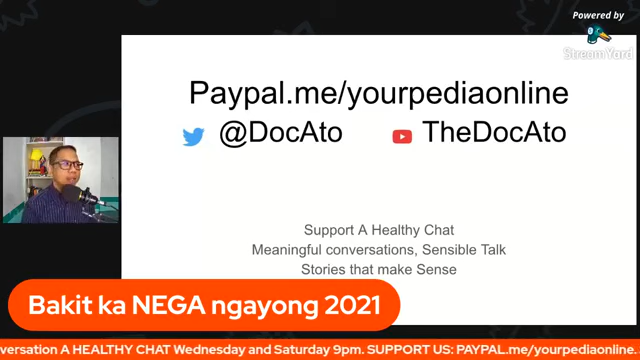 Powered by
StreamYard
Paypal.me/yourpediaonline
@DocAto
TheDocAto
Support A Healthy Chat
Meaningful conversations, Sensible Talk
Stories that make Sense
Bakit ka NEGA ngayong 2021
nversation A HEALTHY CHAT Wednesday and Saturday 9pm. SUPPORT US: PAYPAL.me/yourpediaonline.